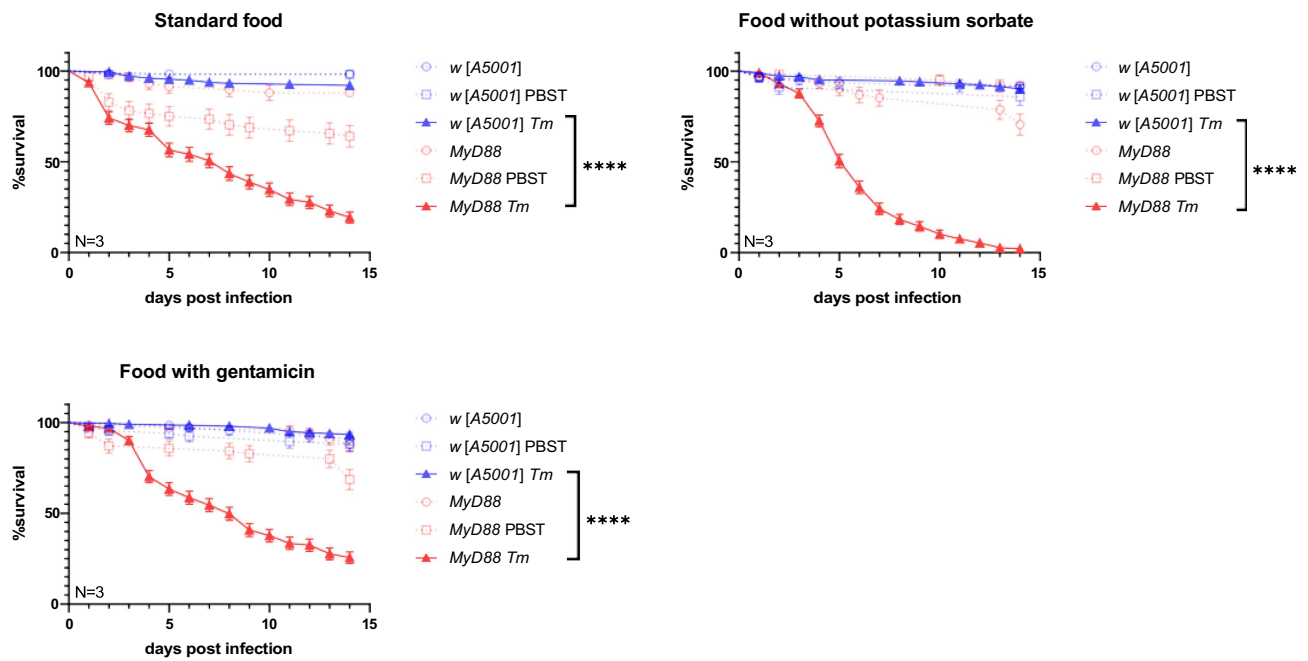 Standard food
%survival
100
50
0
0 5 10 15
N=3
days post infection
w [A5001]
w [A5001] PBST
w [A5001] Tm
MyD88
MyD88 PBST
MyD88 Tm
****
Food without potassium sorbate
%survival
100
50
0
0 5 10 15
N=3
days post infection
w [A5001]
w [A5001] PBST
w [A5001] Tm
MyD88
MyD88 PBST
MyD88 Tm
****
Food with gentamicin
%survival
100
50
0
0 5 10 15
N=3
days post infection
w [A5001]
w [A5001] PBST
w [A5001] Tm
MyD88
MyD88 PBST
MyD88 Tm
****